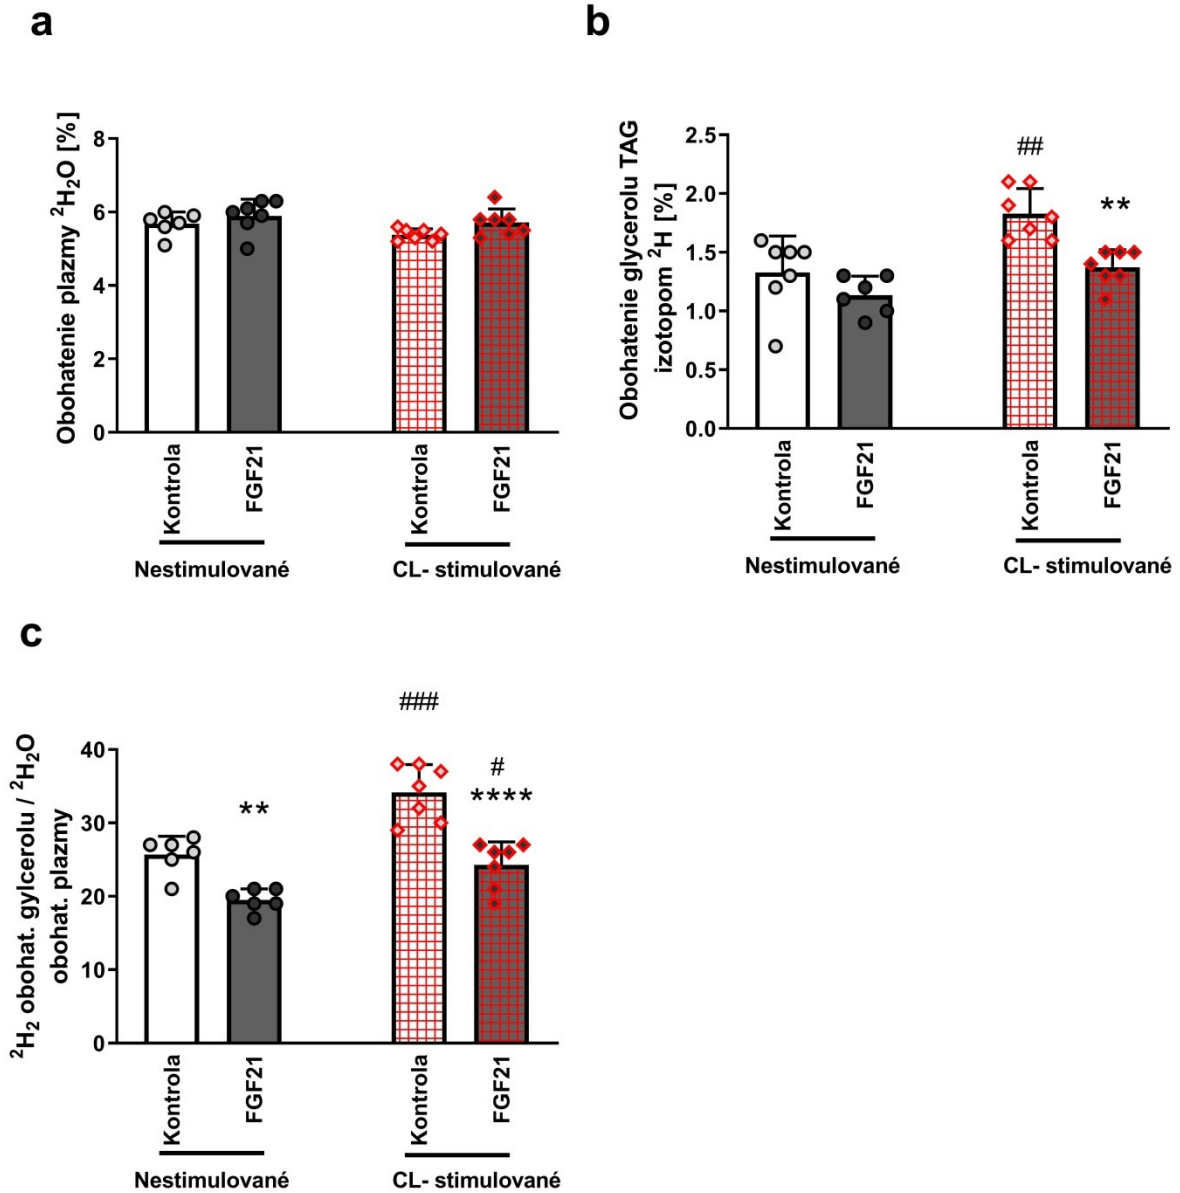 a
Obohatenie plazmy ²H₂O [%]
8
6
4
2
0
Kontrola
FGF21
Kontrola
FGF21
Nestimulované
CL- stimulované
b
Obohatenie glycerolu TAG
izotopom ²H [%]
2.5
2.0
1.5
1.0
0.5
0.0
##
**
Kontrola
FGF21
Kontrola
FGF21
Nestimulované
CL- stimulované
c
²H₂ obohat. gylcerolu / ²H₂O
obohat. plazmy
40
30
20
10
0
**
###
#
****
Kontrola
FGF21
Kontrola
FGF21
Nestimulované
CL- stimulované